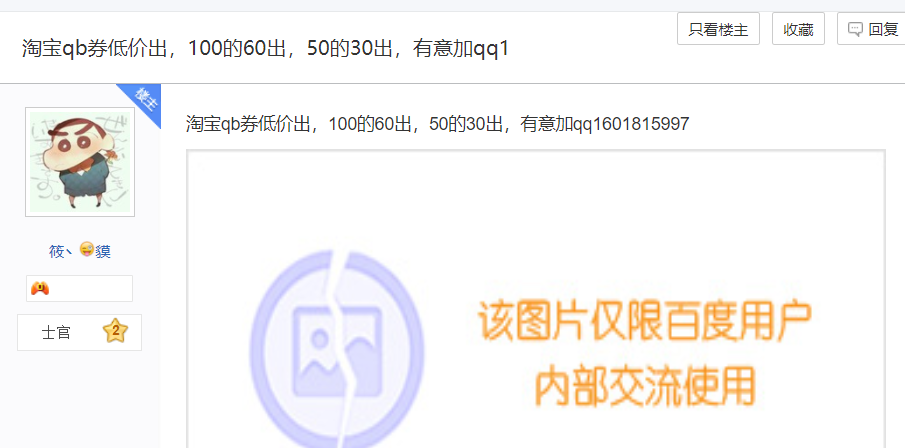 淘宝qb券低价出，100的60出，50的30出，有意加qq1
只看楼主
收藏
回复
楼主
淘宝qb券低价出，100的60出，50的30出，有意加qq1601815997
筱丶😜貘
士官 2
该图片仅限百度用户
内部交流使用